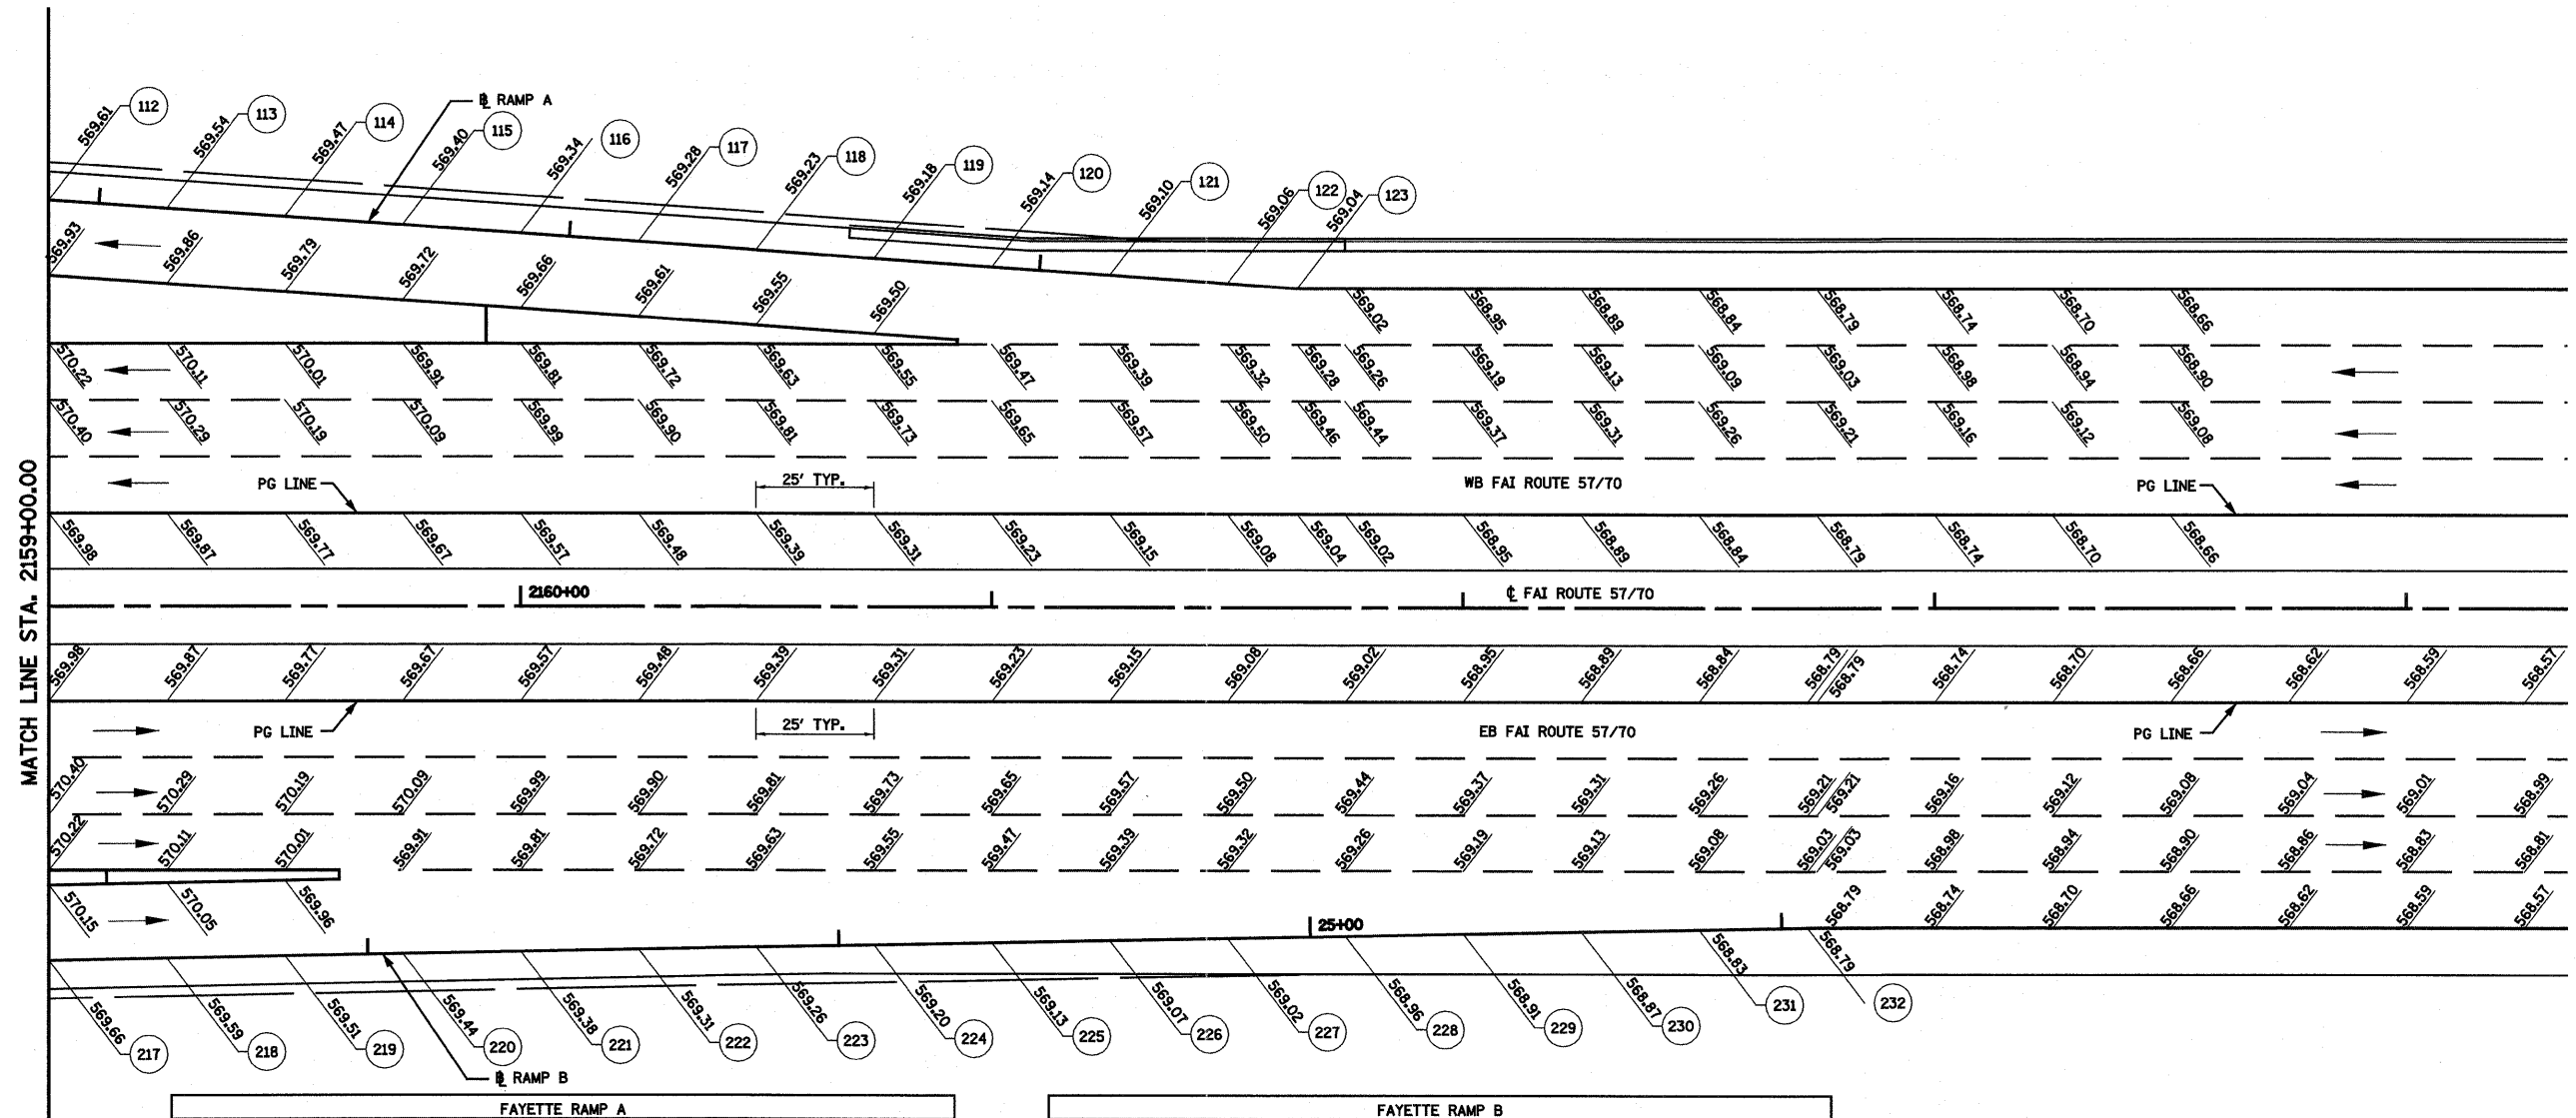 MATCH LINE STA. 2159+00.00
569.61 112 569.54 113 569.47 114 569.40 115 569.34 116 569.28 117 569.23 118 569.18 119 569.14 120 569.10 121 569.06 122 569.04 123
RAMP A
569.93 569.86 569.79 569.72 569.66 569.61 569.55 569.50
569.02 568.95 568.89 568.84 568.79 568.74 568.70 568.66
570.22 570.11 570.01 569.91 569.81 569.72 569.63 569.55 569.47 569.39 569.32 569.28 569.26 569.19 569.13 569.09 569.03 568.98 568.94 568.90
570.40 570.29 570.19 570.09 569.99 569.90 569.81 569.73 569.65 569.57 569.50 569.46 569.44 569.37 569.31 569.26 569.21 569.16 569.12 569.08
PG LINE 25' TYP. WB FAI ROUTE 57/70 PG LINE
569.98 569.87 569.77 569.67 569.57 569.48 569.39 569.31 569.23 569.15 569.08 569.04 569.02 568.95 568.89 568.84 568.79 568.74 568.70 568.66
2160+00 ℄ FAI ROUTE 57/70
569.98 569.87 569.77 569.67 569.57 569.48 569.39 569.31 569.23 569.15 569.08 569.02 568.95 568.89 568.84 568.79 568.79 568.74 568.70 568.66 568.62 568.59 568.57
PG LINE 25' TYP. EB FAI ROUTE 57/70 PG LINE
570.40 570.29 570.19 570.09 569.99 569.90 569.81 569.73 569.65 569.57 569.50 569.44 569.37 569.31 569.26 569.21 569.21 569.16 569.12 569.08 569.04 569.01 568.99
570.22 570.11 570.01 569.91 569.81 569.72 569.63 569.55 569.47 569.39 569.32 569.26 569.19 569.13 569.08 569.03 569.03 568.98 568.94 568.90 568.86 568.83 568.81
570.15 570.05 569.96 568.79 568.74 568.70 568.66 568.62 568.59 568.57
25+00
569.66 217 569.59 218 569.51 219 569.44 220 569.38 221 569.31 222 569.26 223 569.20 224 569.13 225 569.07 226 569.02 227 568.96 228 568.91 229 568.87 230 568.83 231 568.79 232
RAMP B
FAYETTE RAMP A
FAYETTE RAMP B